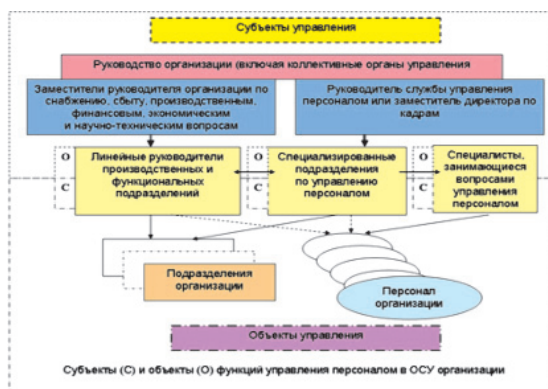 Субъекты управления
Руководство организации (включая коллективные органы управления
Заместители руководителя организации по
снабжению, сбыту, производственным,
финансовым, экономическим
и научно-техническим вопросам
Руководитель службы управления
персоналом или заместитель директора по
кадрам
О
С
Линейные руководители
производственных и
функциональных
подразделений
О
С
Специализированные
подразделения
по управлению
персоналом
О
С
Специалисты,
занимающиеся
вопросами
управления
персоналом
Подразделения
организации
Персонал
организации
Объекты управления
Субъекты (С) и объекты (О) функций управления персоналом в ОСУ организации